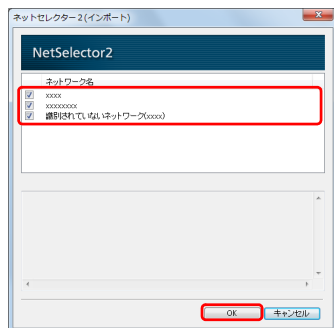 ネットセレクター2(インポート)
NetSelector2
ネットワーク名
xxxx
xxxxxxxx
識別されていないネットワーク(xxxx)
OK キャンセル